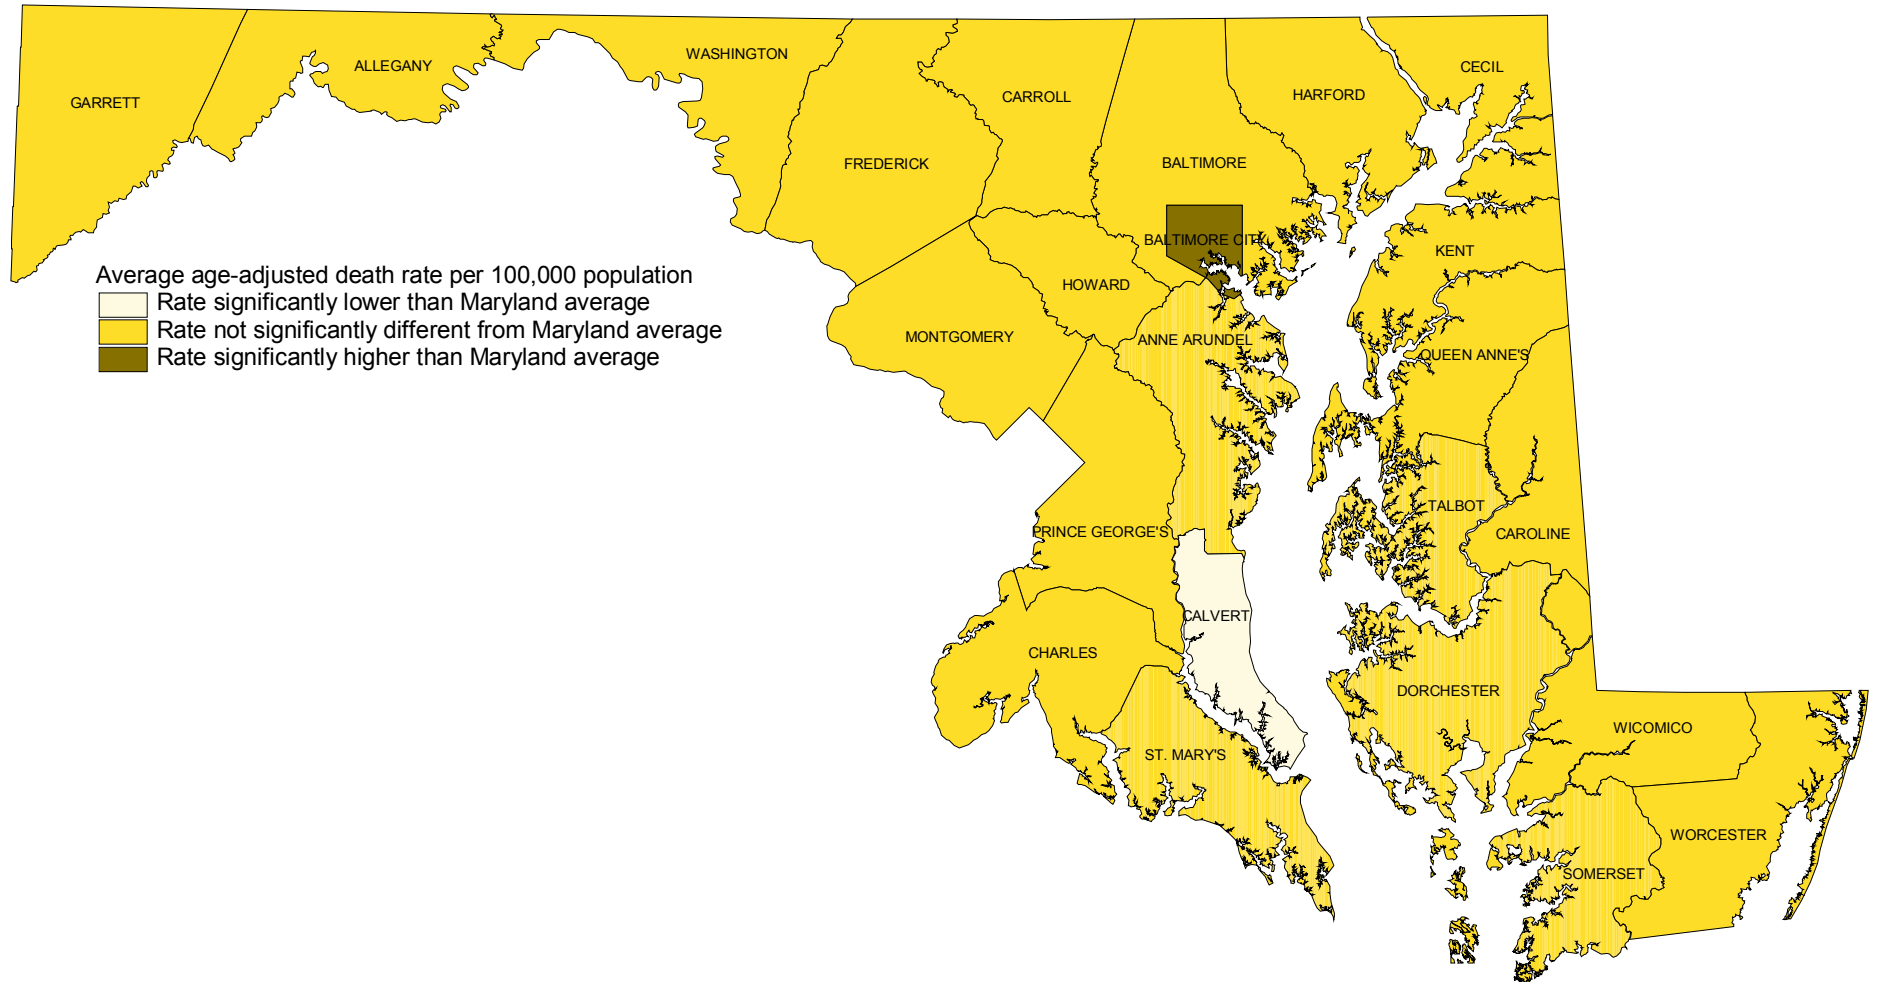 WASHINGTON
ALLEGANY
CECIL
GARRETT
CARROLL
HARFORD
FREDERICK
BALTIMORE
BALTIMORE CITY
KENT
Average age-adjusted death rate per 100,000 population
HOWARD
Rate significantly lower than Maryland average
Rate not significantly different from Maryland average
MONTGOMERY
ANNE ARUNDEL
Rate significantly higher than Maryland average
QUEEN ANNE'S
TALBOT
PRINCE GEORGE'S
CAROLINE
CALVERT
CHARLES
DORCHESTER
WICOMICO
ST. MARY'S
WORCESTER
SOMERSET